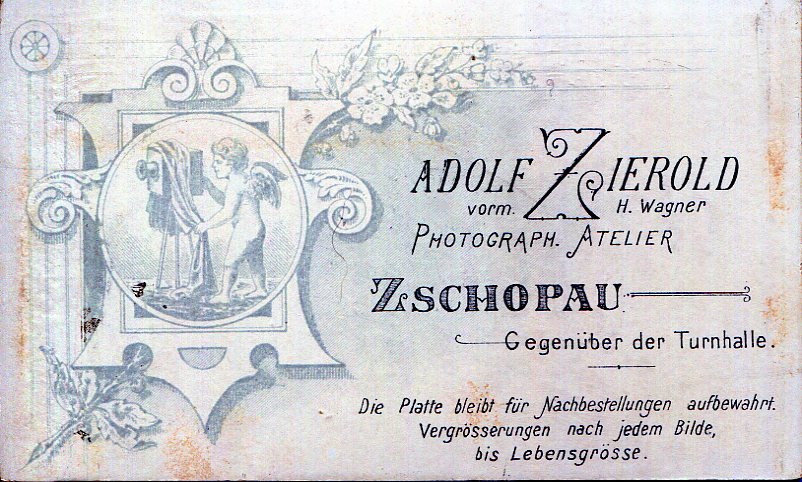 ADOLF ZIEROLD
vorm. H. Wagner
PHOTOGRAPH. ATELIER
ZSCHOPAU
Gegenüber der Turnhalle.
Die Platte bleibt für Nachbestellungen aufbewahrt.
Vergrösserungen nach jedem Bilde,
bis Lebensgrösse.